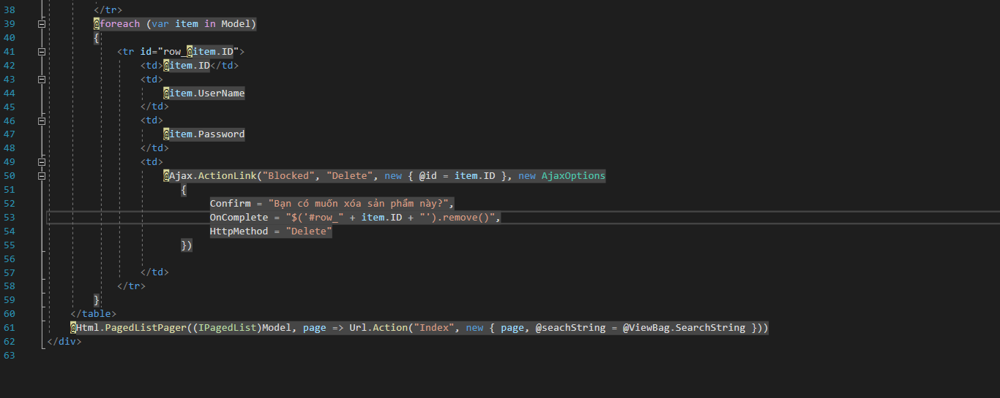 38 </tr>
39 @foreach (var item in Model)
40 {
41 <tr id="row_@item.ID">
42 <td>@item.ID</td>
43 <td>
44 @item.UserName
45 </td>
46 <td>
47 @item.Password
48 </td>
49 <td>
50 @Ajax.ActionLink("Blocked", "Delete", new { @id = item.ID }, new AjaxOptions
51 {
52 Confirm = "Bạn có muốn xóa sản phẩm này?",
53 OnComplete = "$('#row_" + item.ID + "').remove()",
54 HttpMethod = "Delete"
55 })
56
57 </td>
58 </tr>
59 }
60 </table>
61 @Html.PagedListPager((IPagedList)Model, page => Url.Action("Index", new { page, @seachString = @ViewBag.SearchString }))
62 </div>
63